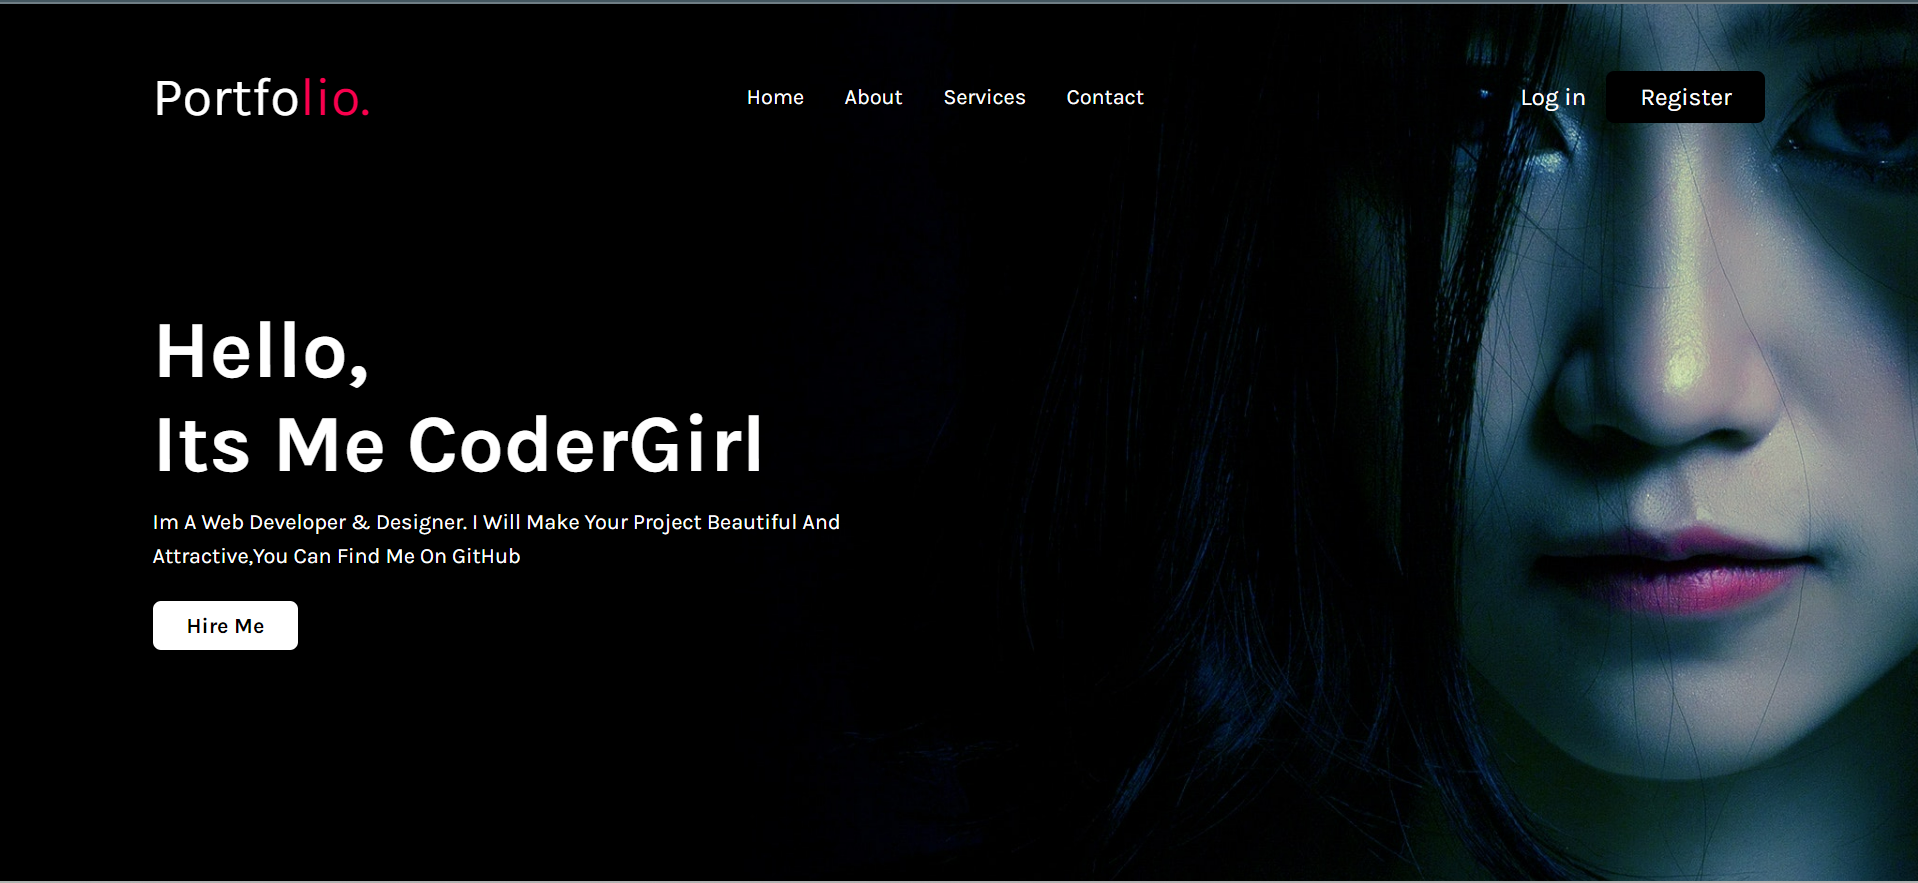 Portfolio.
Home About Services Contact
Log in Register
Hello,
Its Me CoderGirl
Im A Web Developer & Designer. I Will Make Your Project Beautiful And
Attractive,You Can Find Me On GitHub
Hire Me